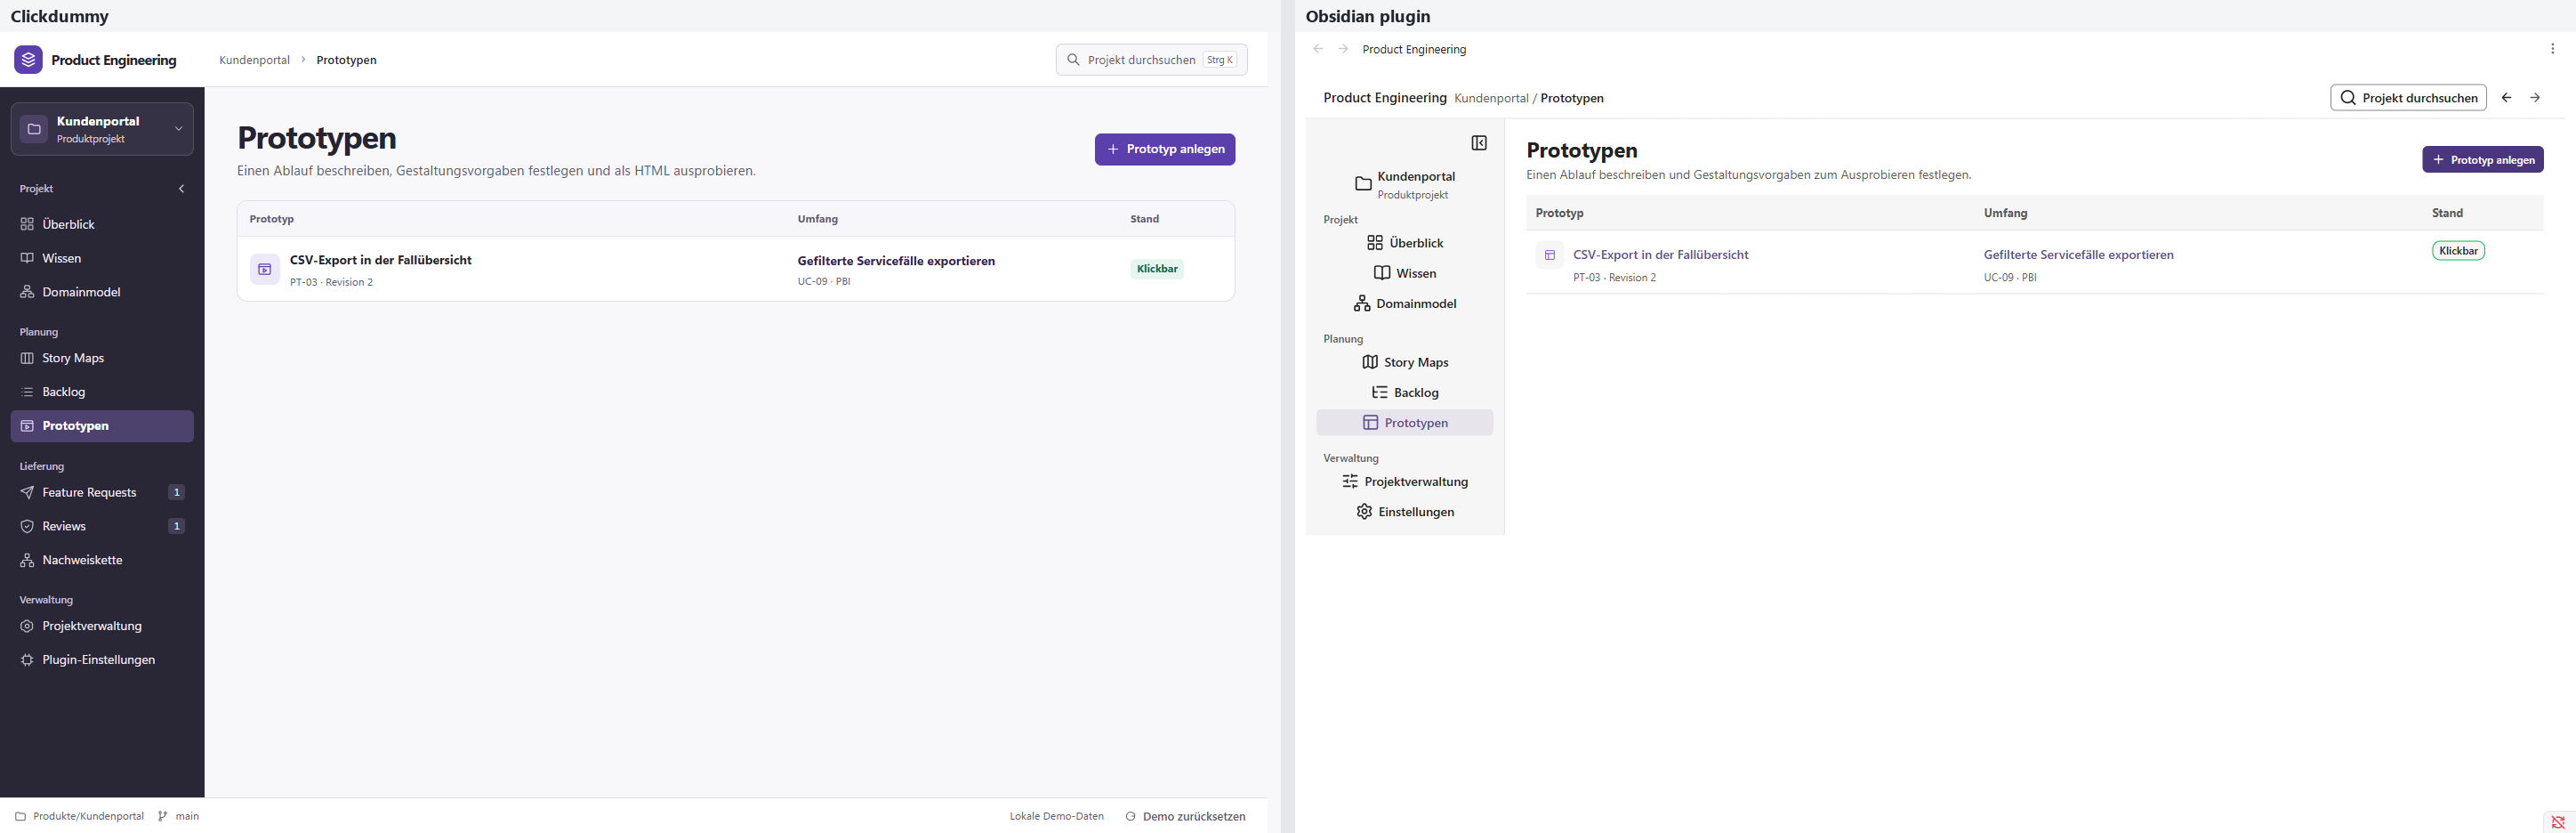 Clickdummy
Product Engineering
Kundenportal > Prototypen
Projekt durchsuchen Strg K
Kundenportal
Produktprojekt
Projekt
Überblick
Wissen
Domainmodel
Planung
Story Maps
Backlog
Prototypen
Lieferung
Feature Requests 1
Reviews 1
Nachweiskette
Verwaltung
Projektverwaltung
Plugin-Einstellungen
Prototypen
Einen Ablauf beschreiben, Gestaltungsvorgaben festlegen und als HTML ausprobieren.
+ Prototyp anlegen
Prototyp Umfang Stand
CSV-Export in der Fallübersicht Gefilterte Servicefälle exportieren Klickbar
PT-03 · Revision 2 UC-09 · PBI
Produkte/Kundenportal main
Lokale Demo-Daten Demo zurücksetzen
Obsidian plugin
Product Engineering
Product Engineering Kundenportal / Prototypen
Projekt durchsuchen
Kundenportal
Produktprojekt
Projekt
Überblick
Wissen
Domainmodel
Planung
Story Maps
Backlog
Prototypen
Verwaltung
Projektverwaltung
Einstellungen
Prototypen
Einen Ablauf beschreiben und Gestaltungsvorgaben zum Ausprobieren festlegen.
+ Prototyp anlegen
Prototyp Umfang Stand
CSV-Export in der Fallübersicht Gefilterte Servicefälle exportieren Klickbar
PT-03 · Revision 2 UC-09 · PBI